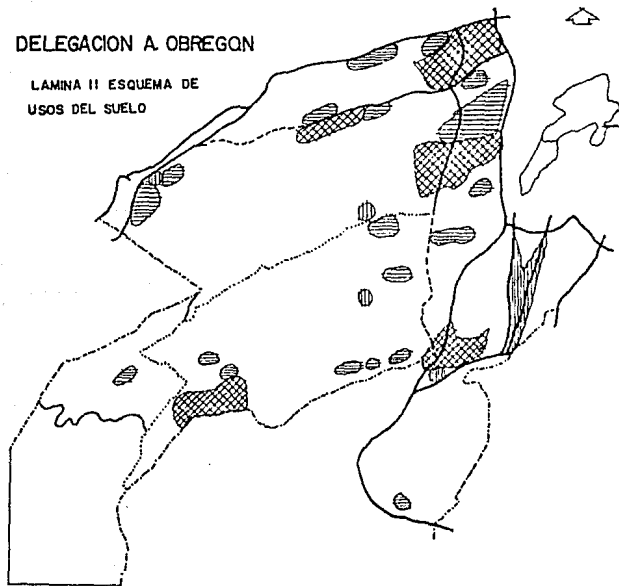 DELEGACION A. OBREGON
LAMINA II ESQUEMA DE
USOS DEL SUELO